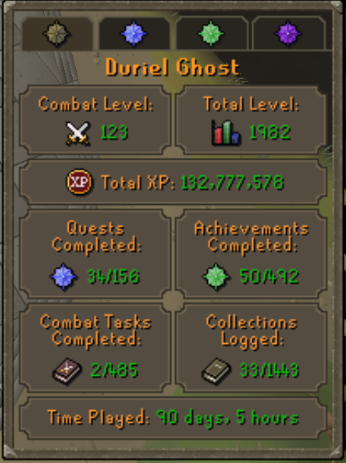 Duriel Ghost
Combat Level:
123
Total Level:
1982
XP Total XP: 132,777,578
Quests
Completed:
34/156
Achievements
Completed:
50/492
Combat Tasks
Completed:
2/485
Collections
Logged:
33/1443
Time Played: 90 days, 5 hours